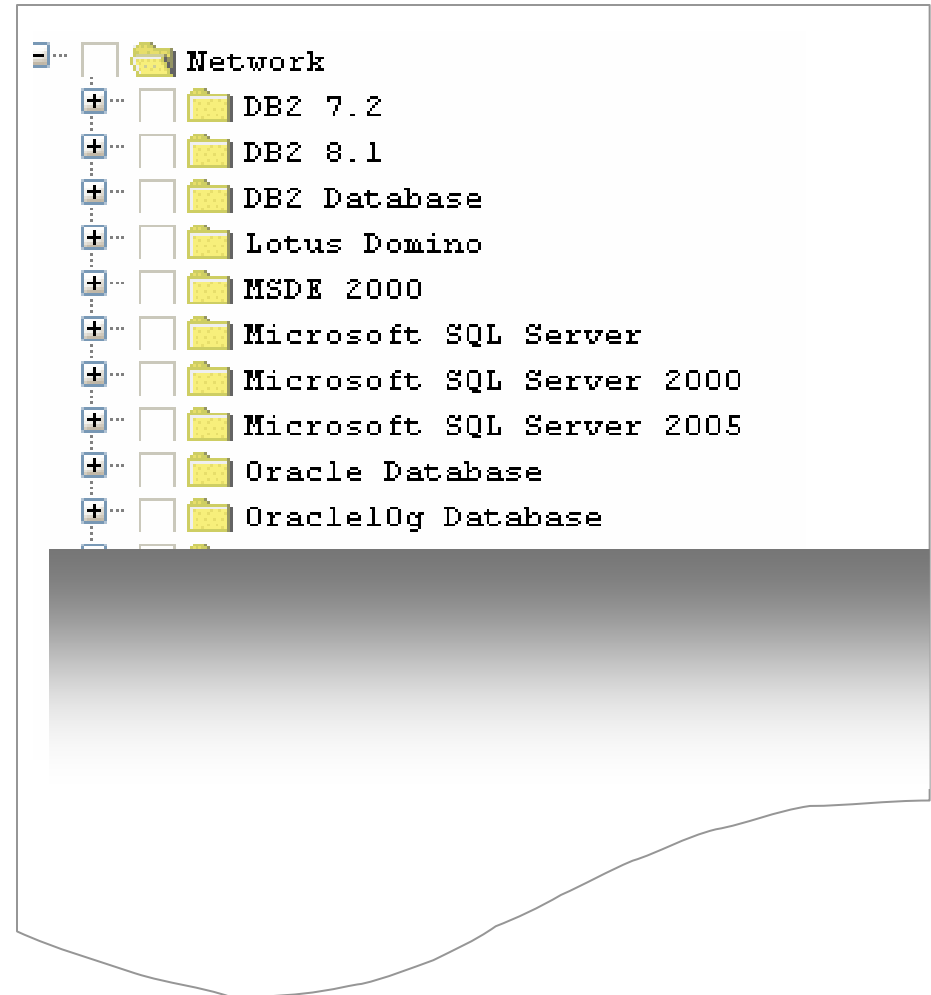 Network
DB2 7.2
DB2 8.1
DB2 Database
Lotus Domino
MSDE 2000
Microsoft SQL Server
Microsoft SQL Server 2000
Microsoft SQL Server 2005
Oracle Database
Oracle10g Database